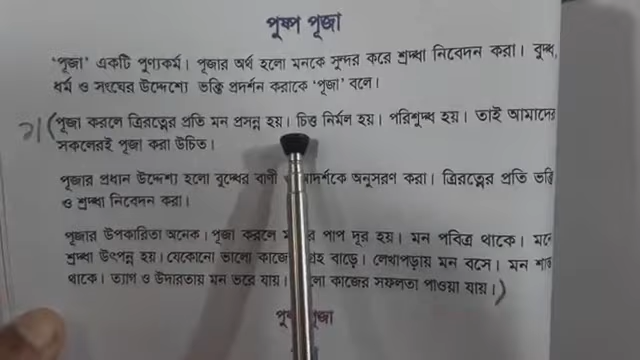 পুষ্প পূজা
‘পূজা’ একটি পুণ্যকর্ম। পূজার অর্থ হলো মনকে সুন্দর করে শ্রদ্ধা নিবেদন করা। বুদ্ধ,
ধর্ম ও সংঘের উদ্দেশ্যে ভক্তি প্রদর্শন করাকে ‘পূজা’ বলে।
২। (পূজা করলে ত্রিরত্নের প্রতি মন প্রসন্ন হয়। চিত্ত নির্মল হয়। পরিশুদ্ধ হয়। তাই আমাদের
সকলেরই পূজা করা উচিত।
পূজার প্রধান উদ্দেশ্য হলো বুদ্ধের বাণী অনুসরণ করা। ত্রিরত্নের প্রতি ভক্তি
ও শ্রদ্ধা নিবেদন করা।
পূজার উপকারিতা অনেক। পূজা করলে পাপ দূর হয়। মন পবিত্র থাকে। মনে
শ্রদ্ধা উৎপন্ন হয়। যেকোনো ভালো বাড়ে। লেখাপড়ায় মন বসে। মন শান্ত
থাকে। ত্যাগ ও উদারতায় মন ভরে যায়। কাজের সফলতা পাওয়া যায়।)
পূজা